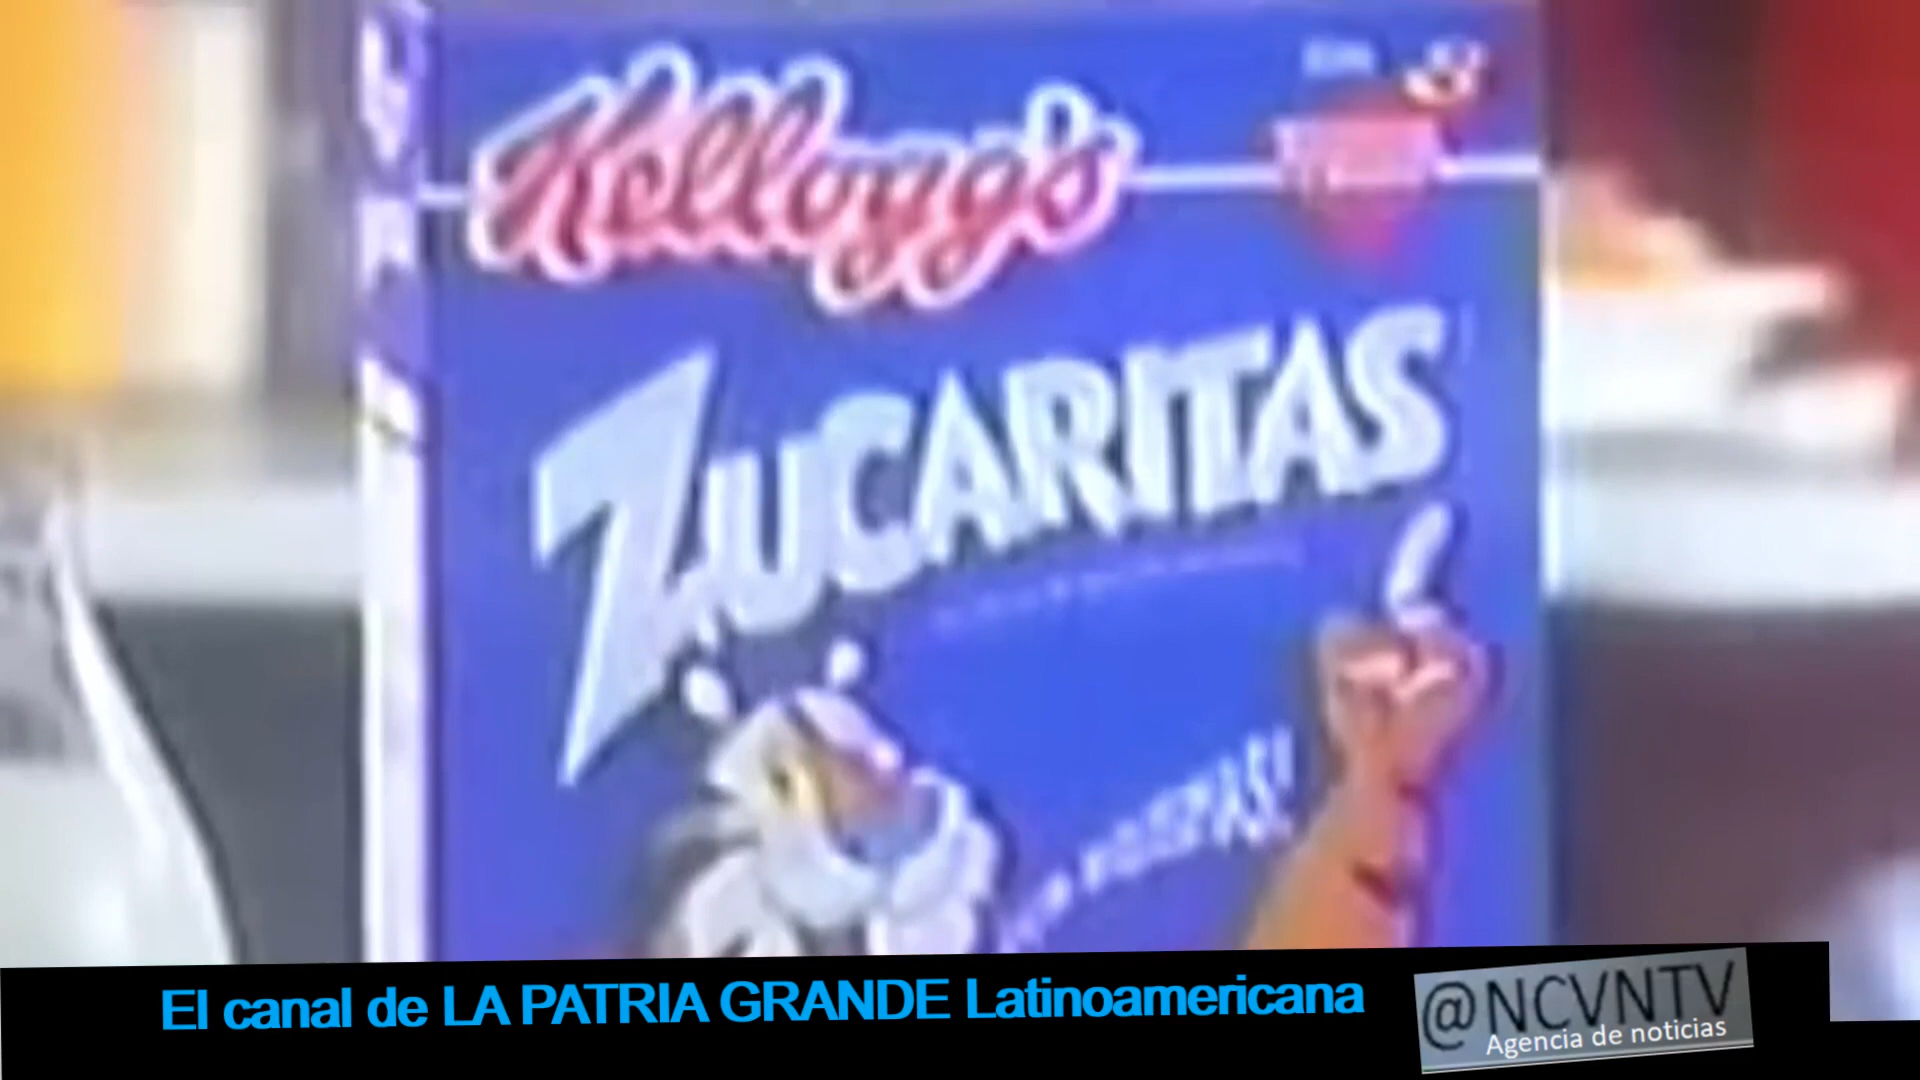 Kellogg's
ZUCARITAS
El canal de LA PATRIA GRANDE Latinoamericana
@NCVNTV
Agencia de noticias